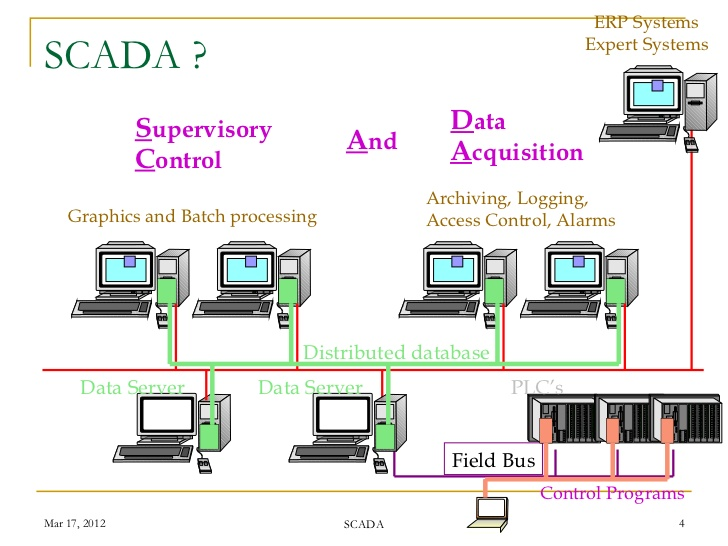 ERP Systems
Expert Systems
SCADA ?
Supervisory
Control
And
Data
Acquisition
Graphics and Batch processing
Archiving, Logging,
Access Control, Alarms
Distributed database
Data Server
Data Server
PLC's
Field Bus
Control Programs
Mar 17, 2012
SCADA
4